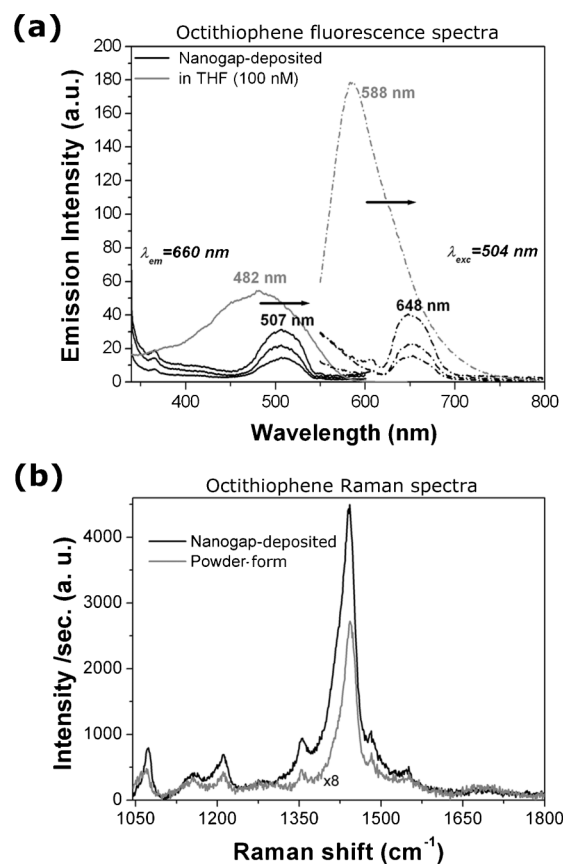 (a)
Octithiophene fluorescence spectra
Nanogap-deposited
in THF (100 nM)
200
180
160
140
120
100
80
60
40
20
0
Emission Intensity (a.u.)
588 nm
λem=660 nm
λexc=504 nm
482 nm
507 nm
648 nm
400 500 600 700 800
Wavelength (nm)
(b)
Octithiophene Raman spectra
Nanogap-deposited
Powder-form
4000
3000
2000
1000
0
Intensity /sec. (a. u.)
x8
1050 1200 1350 1500 1650 1800
Raman shift (cm-1)